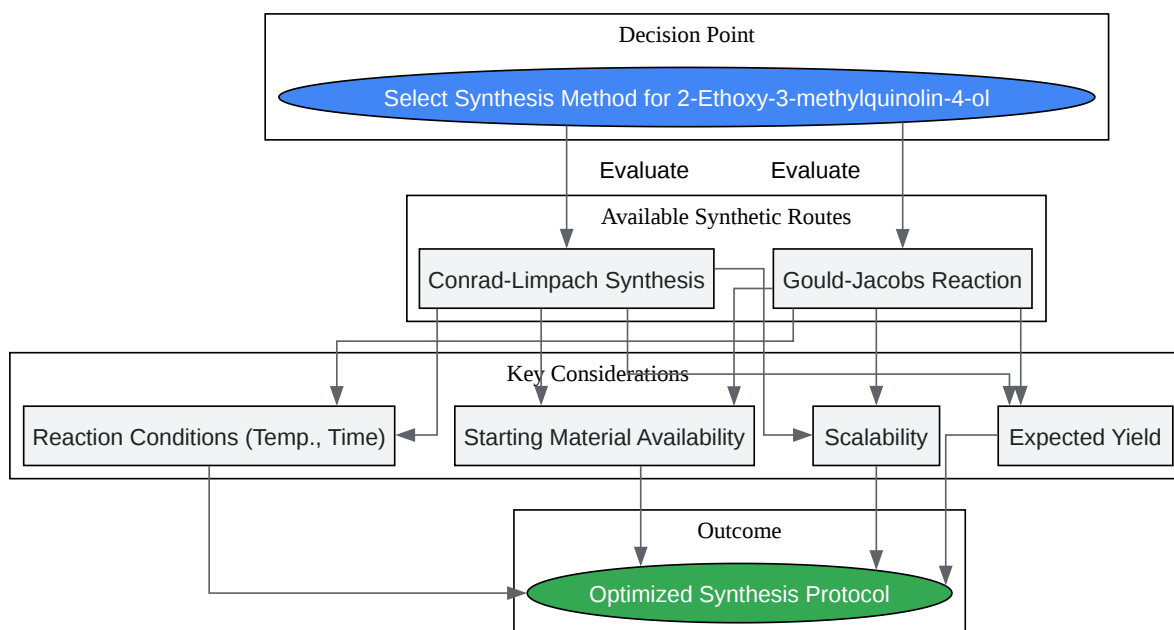 Decision Point
Select Synthesis Method for 2-Ethoxy-3-methylquinolin-4-ol
Evaluate
Evaluate
Available Synthetic Routes
Conrad-Limpach Synthesis
Gould-Jacobs Reaction
Key Considerations
Reaction Conditions (Temp., Time)
Starting Material Availability
Scalability
Expected Yield
Outcome
Optimized Synthesis Protocol